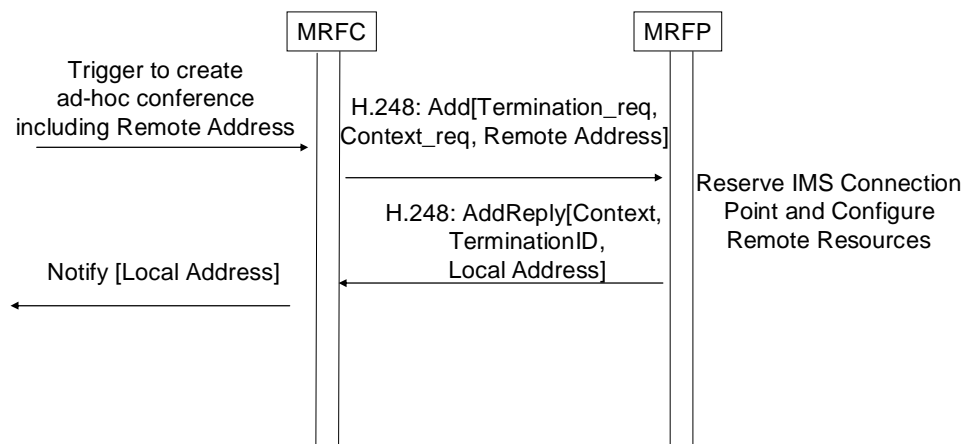 MRFC
MRFP
Trigger to create
ad-hoc conference
including Remote Address
H.248: Add[Termination_req,
Context_req, Remote Address]
Reserve IMS Connection
Point and Configure
Remote Resources
H.248: AddReply[Context,
TerminationID,
Local Address]
Notify [Local Address]